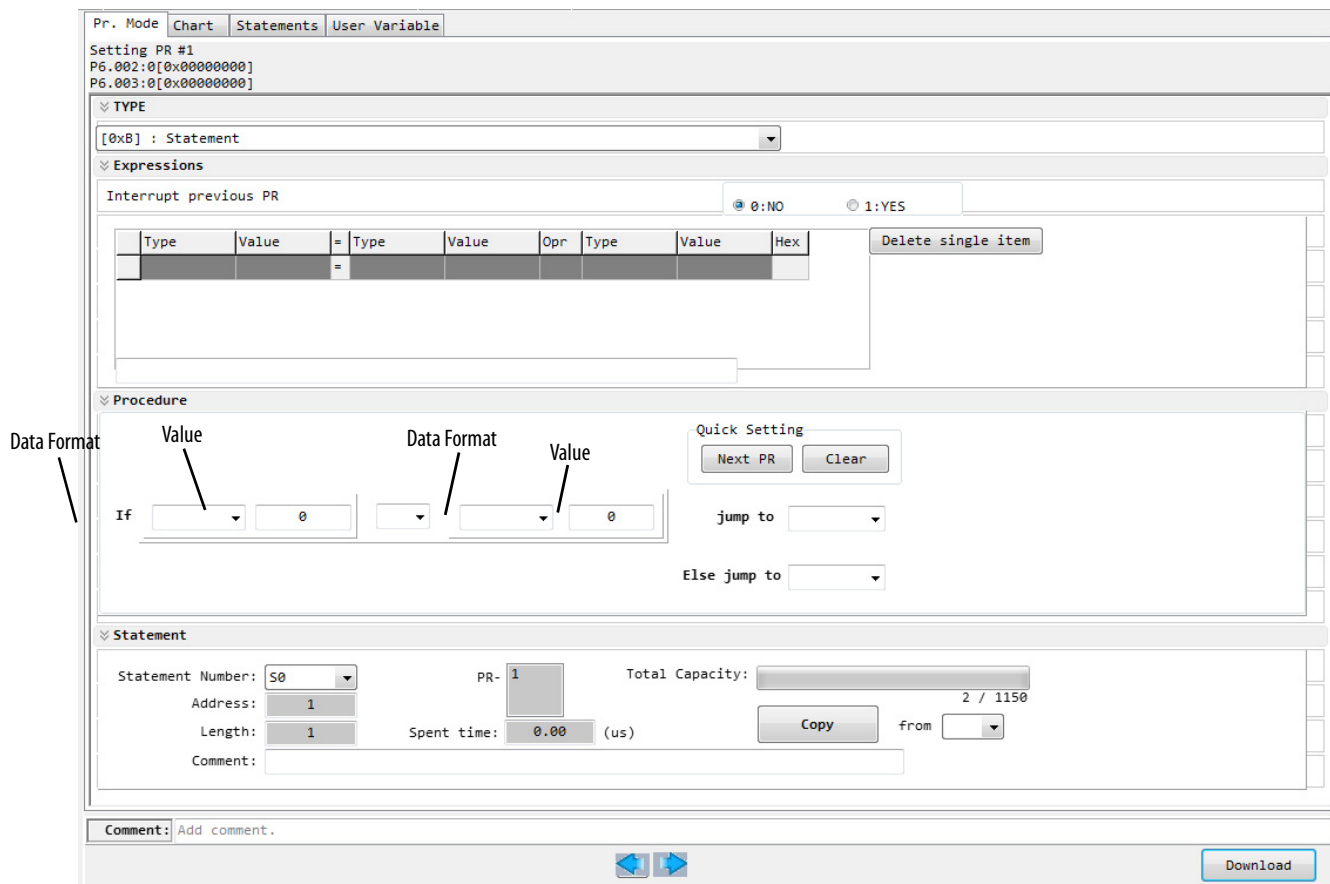 Pr. Mode Chart Statements User Variable
Setting PR #1
P6.002:0[0x00000000]
P6.003:0[0x00000000]
TYPE
[0xB] : Statement
Expressions
Interrupt previous PR 0:NO 1:YES
Type Value = Type Value Opr Type Value Hex Delete single item
=
Procedure
Data Format Value Data Format Value Quick Setting
Next PR Clear
If 0 0 jump to
Else jump to
Statement
Statement Number: S0 PR- 1 Total Capacity:
2 / 1150
Address: 1
Length: 1 Spent time: 0.00 (us) Copy from
Comment:
Comment: Add comment.
Download